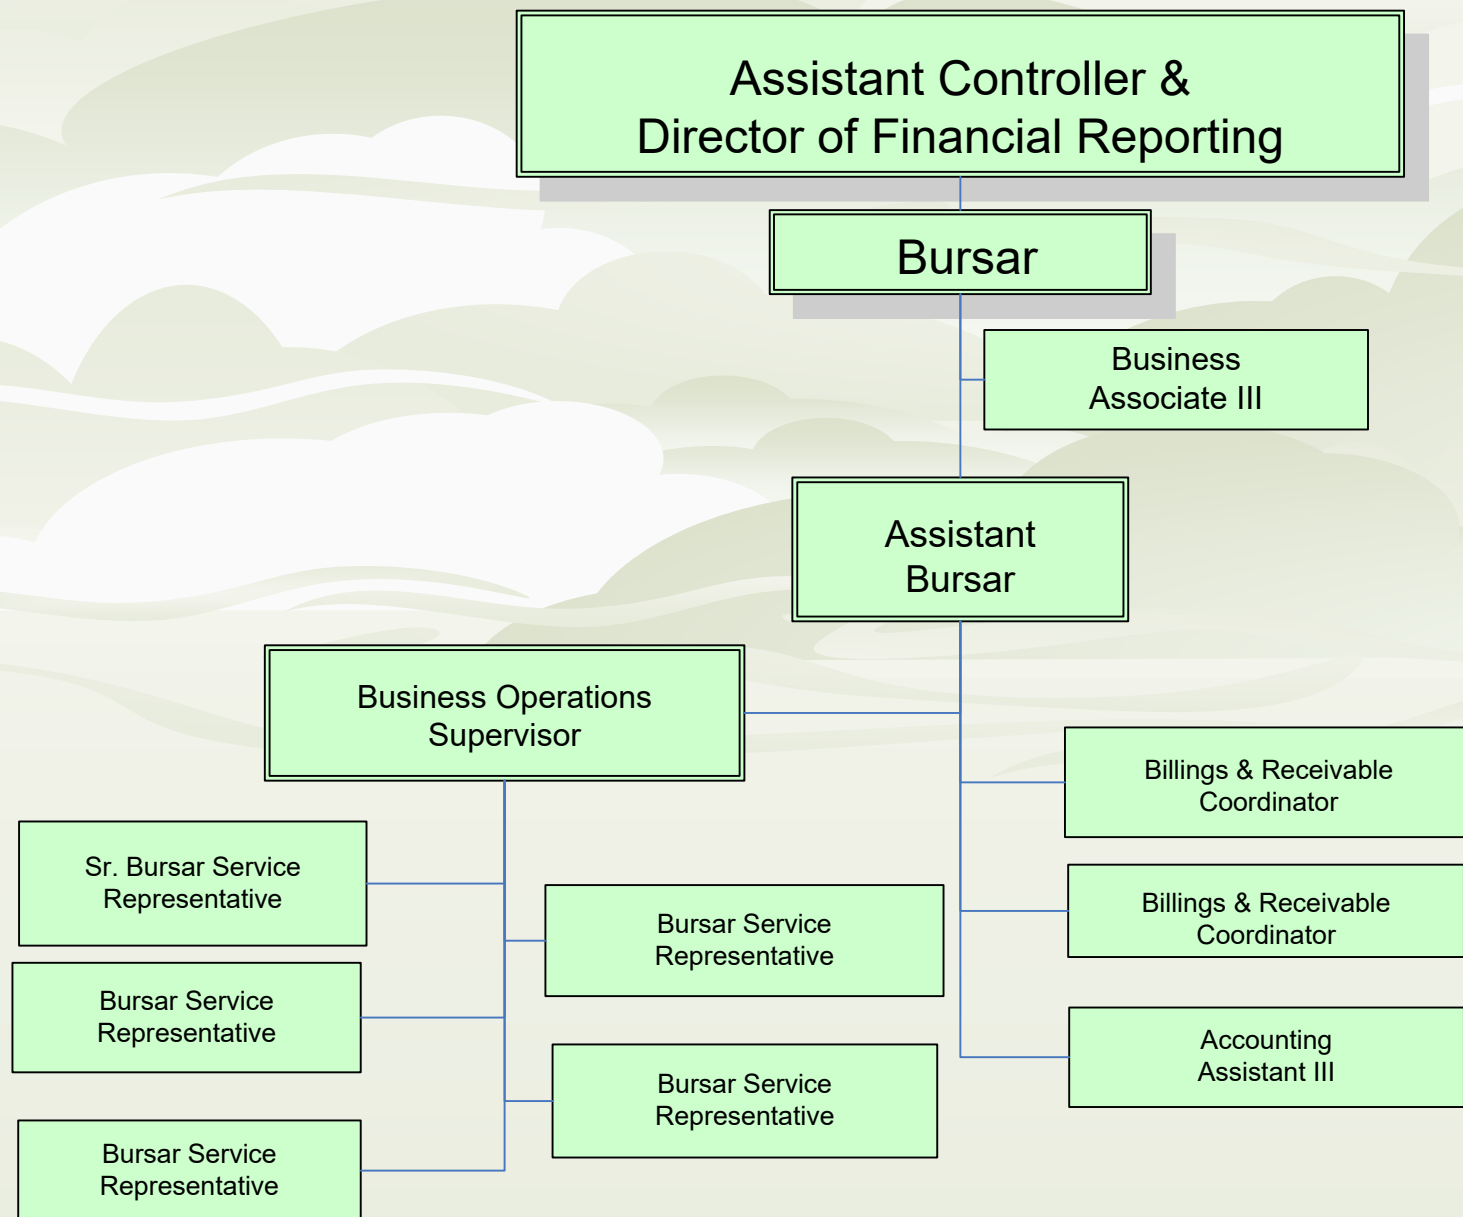 Assistant Controller &
Director of Financial Reporting
Bursar
Business
Associate III
Assistant
Bursar
Business Operations
Supervisor
Billings & Receivable
Coordinator
Sr. Bursar Service
Representative
Bursar Service
Representative
Billings & Receivable
Coordinator
Bursar Service
Representative
Accounting
Assistant III
Bursar Service
Representative
Bursar Service
Representative